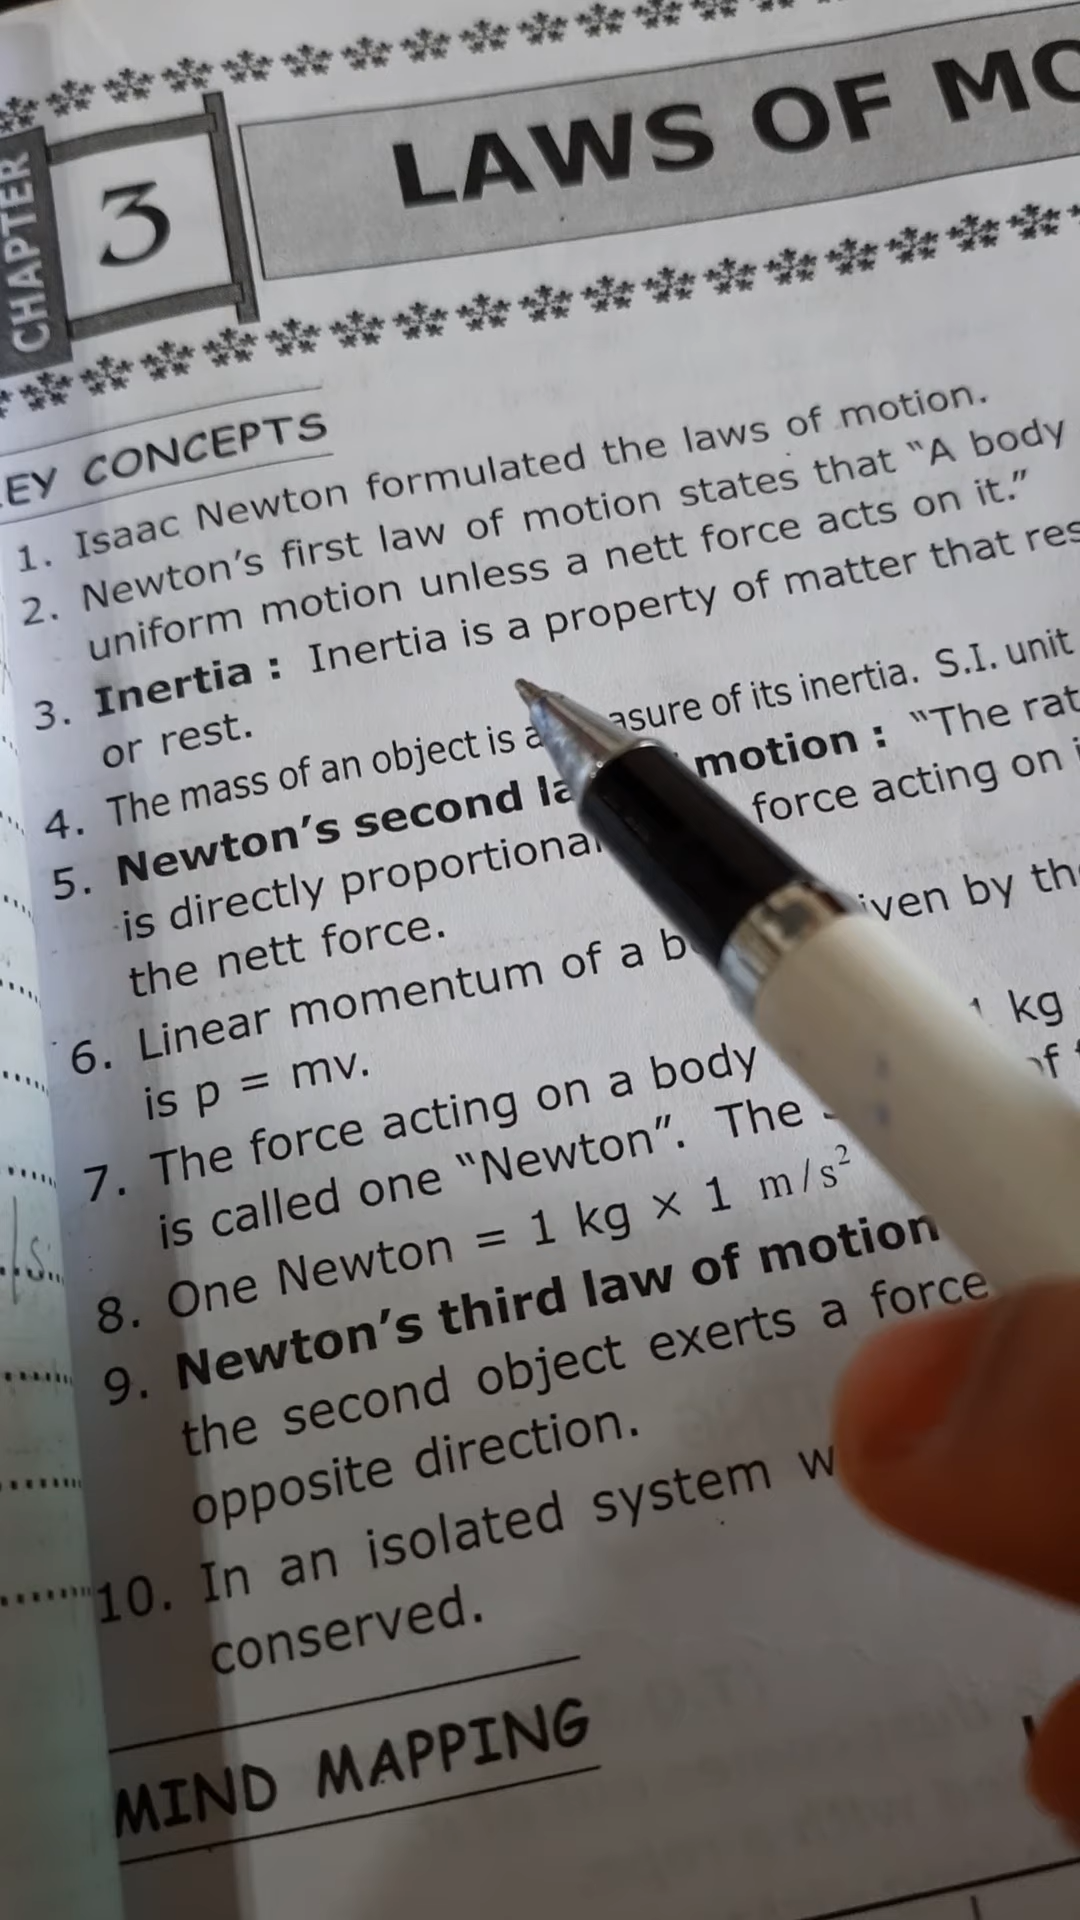 CHAPTER
3
LAWS OF MO
EY CONCEPTS
1. Isaac Newton formulated the laws of motion.
2. Newton's first law of motion states that "A body
uniform motion unless a nett force acts on it."
3. Inertia : Inertia is a property of matter that res
or rest.
4. The mass of an object is a asure of its inertia. S.I. unit
5. Newton's second la motion : "The rat
is directly proportional force acting on
the nett force.
6. Linear momentum of a b iven by the
is p = mv.
7. The force acting on a body 1 kg
is called one "Newton". The of
8. One Newton = 1 kg × 1 m/s²
9. Newton's third law of motion
the second object exerts a force
opposite direction.
10. In an isolated system w
conserved.
MIND MAPPING